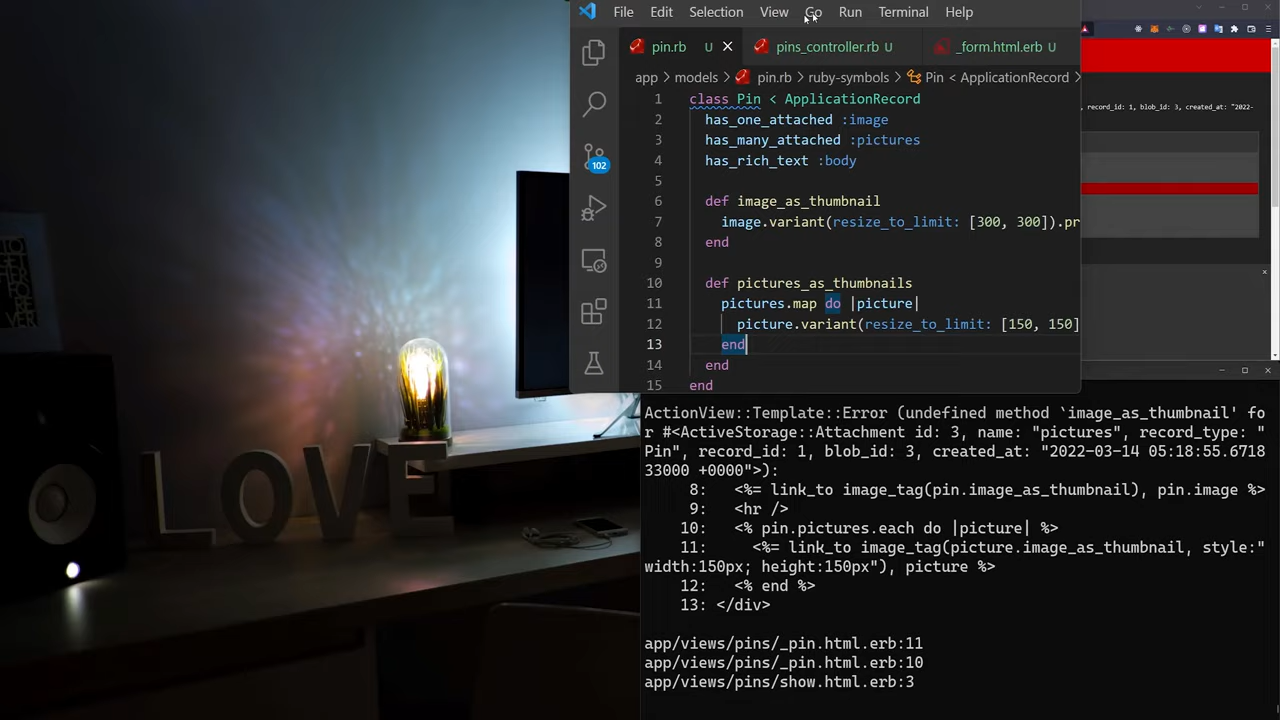 File Edit Selection View Go Run Terminal Help
pin.rb U pins_controller.rb U _form.html.erb U
app > models > pin.rb > ruby-symbols > Pin < ApplicationRecord >
1 class Pin < ApplicationRecord
2 has_one_attached :image
3 has_many_attached :pictures
4 has_rich_text :body
5
6 def image_as_thumbnail
7 image.variant(resize_to_limit: [300, 300]).pr
8 end
9
10 def pictures_as_thumbnails
11 pictures.map do |picture|
12 picture.variant(resize_to_limit: [150, 150]
13 end
14 end
15 end
102
, record_id: 1, blob_id: 3, created_at: "2022-
ActionView::Template::Error (undefined method `image_as_thumbnail' fo
r #<ActiveStorage::Attachment id: 3, name: "pictures", record_type: "
Pin", record_id: 1, blob_id: 3, created_at: "2022-03-14 05:18:55.6718
33000 +0000">):
8: <%= link_to image_tag(pin.image_as_thumbnail), pin.image %>
9: <hr />
10: <% pin.pictures.each do |picture| %>
11: <%= link_to image_tag(picture.image_as_thumbnail, style:"
width:150px; height:150px"), picture %>
12: <% end %>
13: </div>
app/views/pins/_pin.html.erb:11
app/views/pins/_pin.html.erb:10
app/views/pins/show.html.erb:3
LOVE